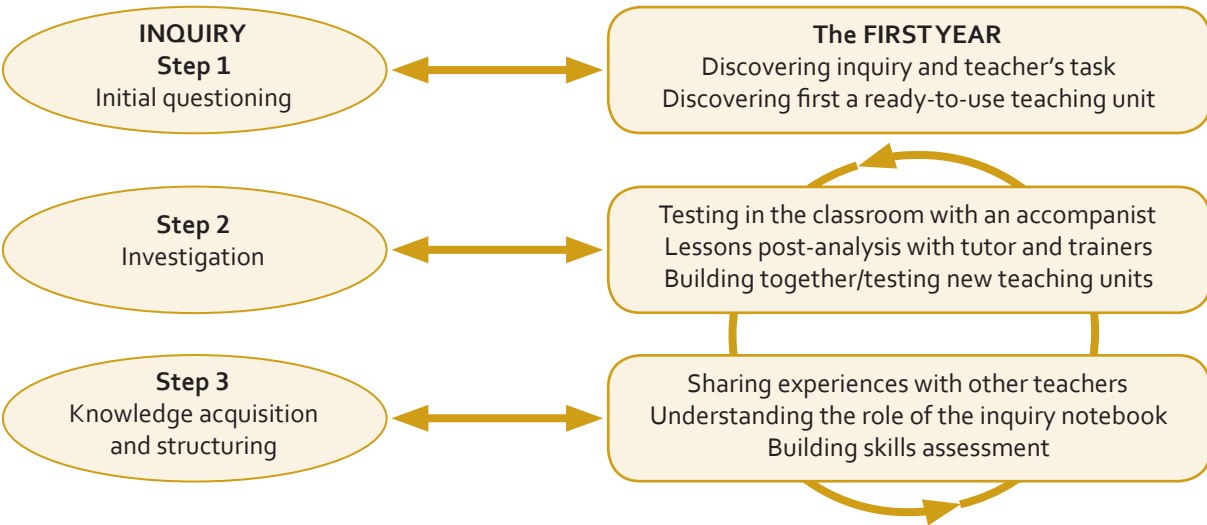 INQUIRY
Step 1
Initial questioning
The FIRST YEAR
Discovering inquiry and teacher's task
Discovering first a ready-to-use teaching unit
Step 2
Investigation
Testing in the classroom with an accompanist
Lessons post-analysis with tutor and trainers
Building together/testing new teaching units
Step 3
Knowledge acquisition
and structuring
Sharing experiences with other teachers
Understanding the role of the inquiry notebook
Building skills assessment